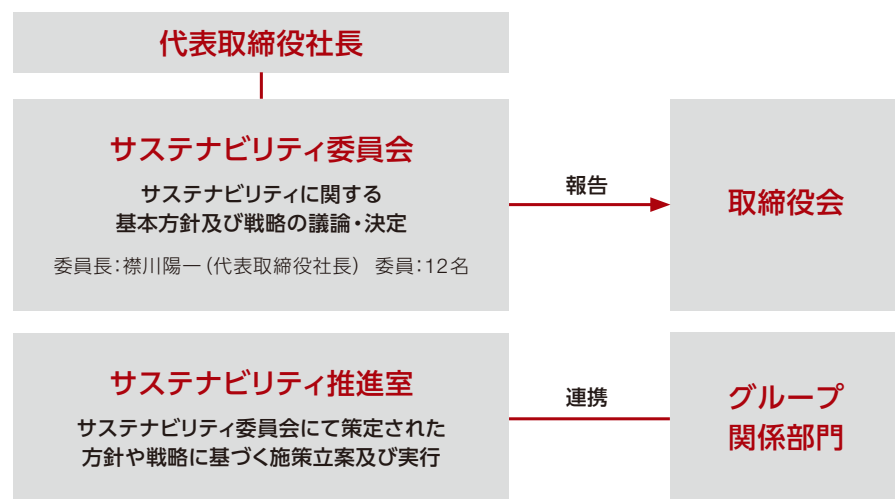 代表取締役社長
サステナビリティ委員会
サステナビリティに関する
基本方針及び戦略の議論・決定
委員長：襟川陽一（代表取締役社長） 委員：12名
報告
取締役会
サステナビリティ推進室
サステナビリティ委員会にて策定された
方針や戦略に基づく施策立案及び実行
連携
グループ
関係部門